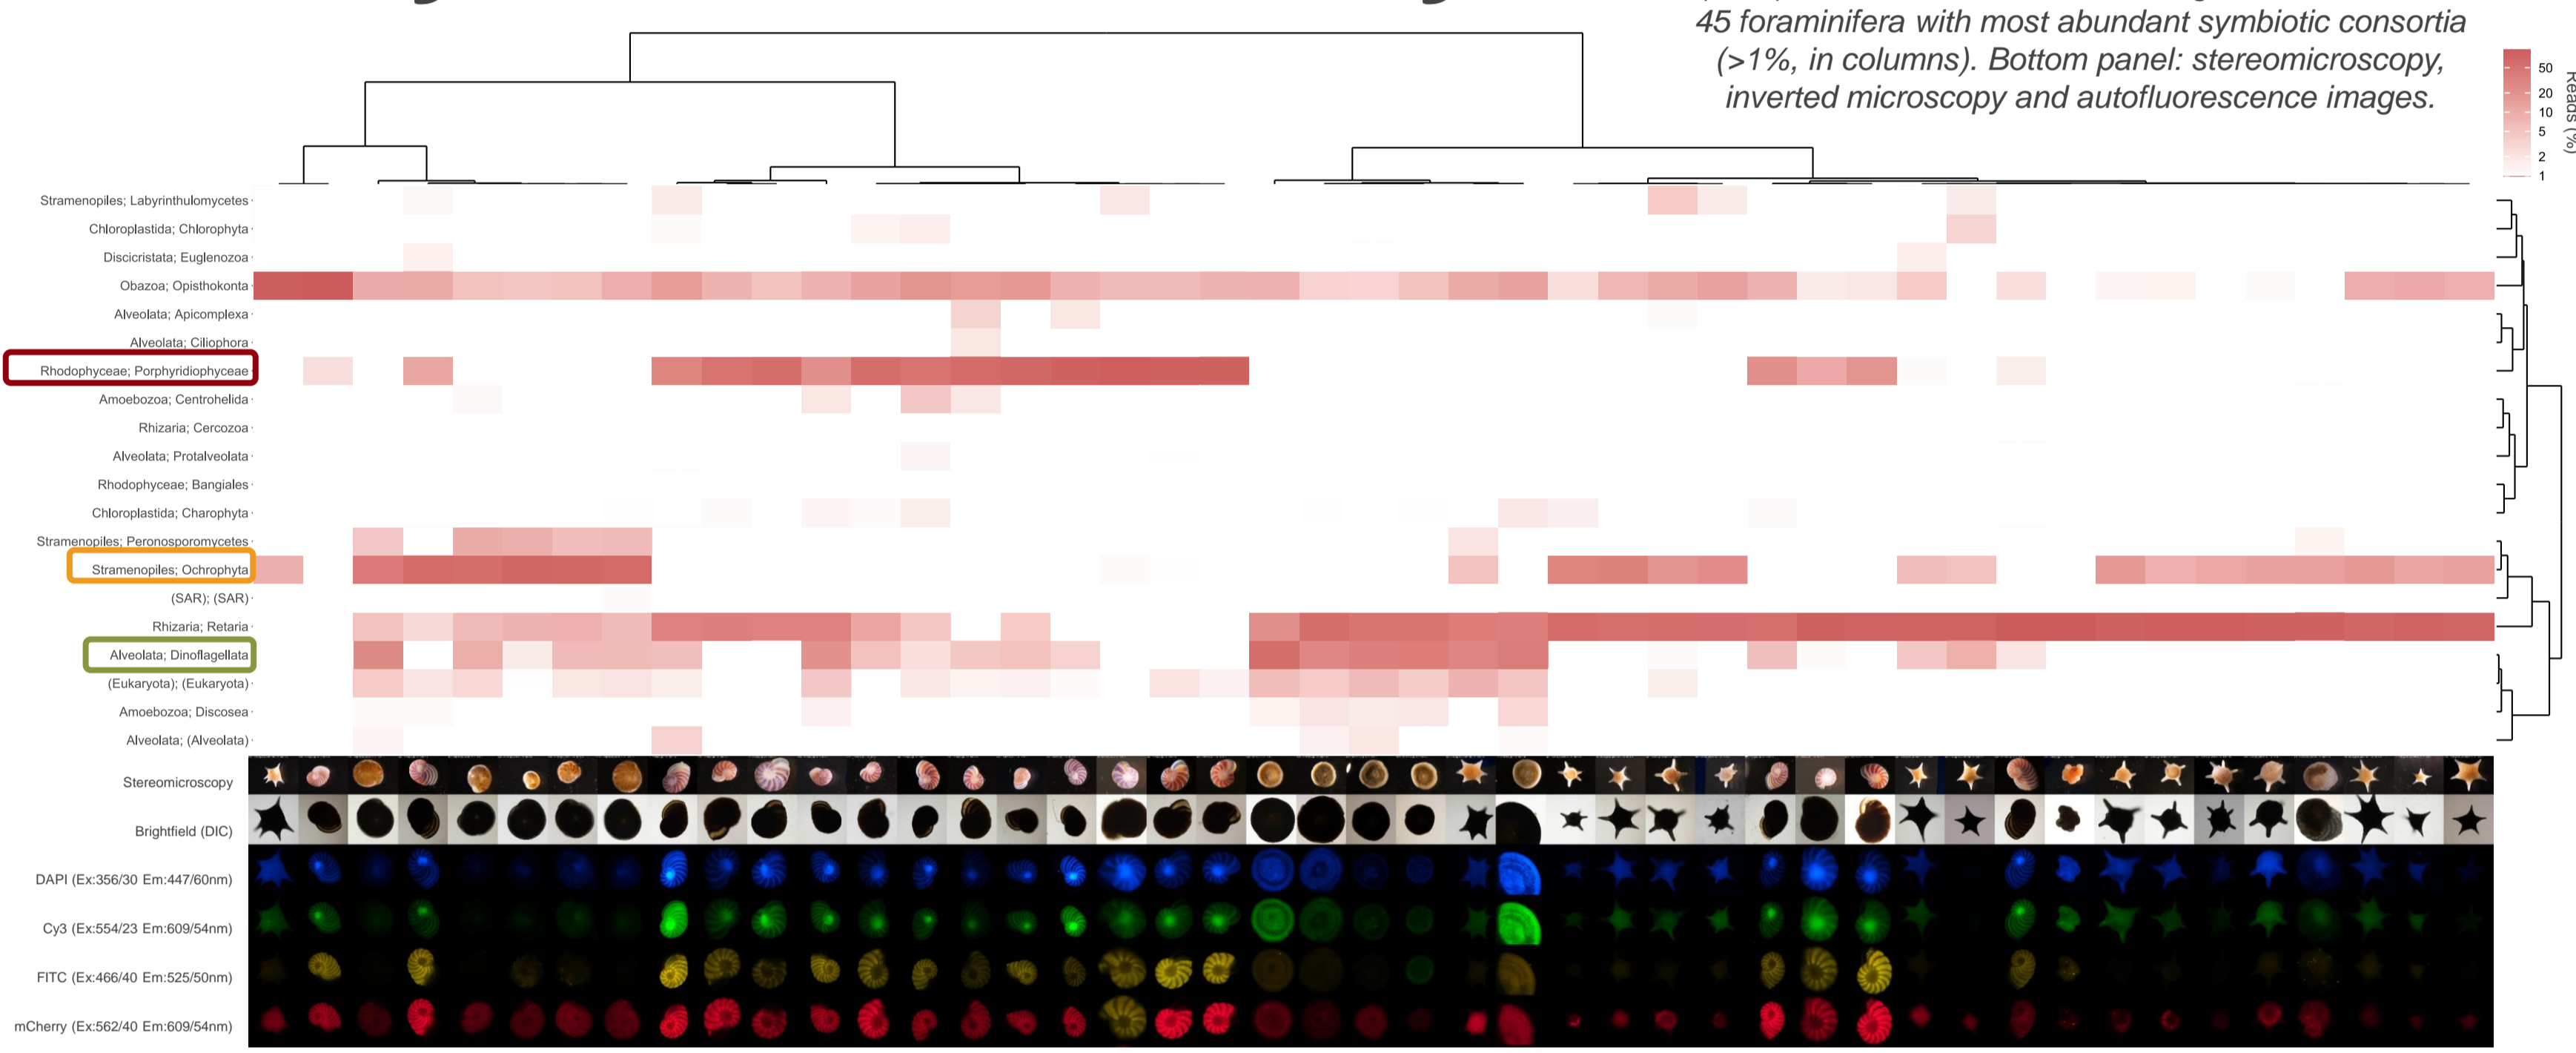 45 foraminifera with most abundant symbiotic consortia
(>1%, in columns). Bottom panel: stereomicroscopy,
inverted microscopy and autofluorescence images.
50
20
10
5
2
1
Reads (%)
Stramenopiles; Labyrinthulomycetes
Chloroplastida; Chlorophyta
Discicristata; Euglenozoa
Obazoa; Opisthokonta
Alveolata; Apicomplexa
Alveolata; Ciliophora
Rhodophyceae; Porphyridiophyceae
Amoebozoa; Centrohelida
Rhizaria; Cercozoa
Alveolata; Protalveolata
Rhodophyceae; Bangiales
Chloroplastida; Charophyta
Stramenopiles; Peronosporomycetes
Stramenopiles; Ochrophyta
(SAR); (SAR)
Rhizaria; Retaria
Alveolata; Dinoflagellata
(Eukaryota); (Eukaryota)
Amoebozoa; Discosea
Alveolata; (Alveolata)
Stereomicroscopy
Brightfield (DIC)
DAPI (Ex:356/30 Em:447/60nm)
Cy3 (Ex:554/23 Em:609/54nm)
FITC (Ex:466/40 Em:525/50nm)
mCherry (Ex:562/40 Em:609/54nm)